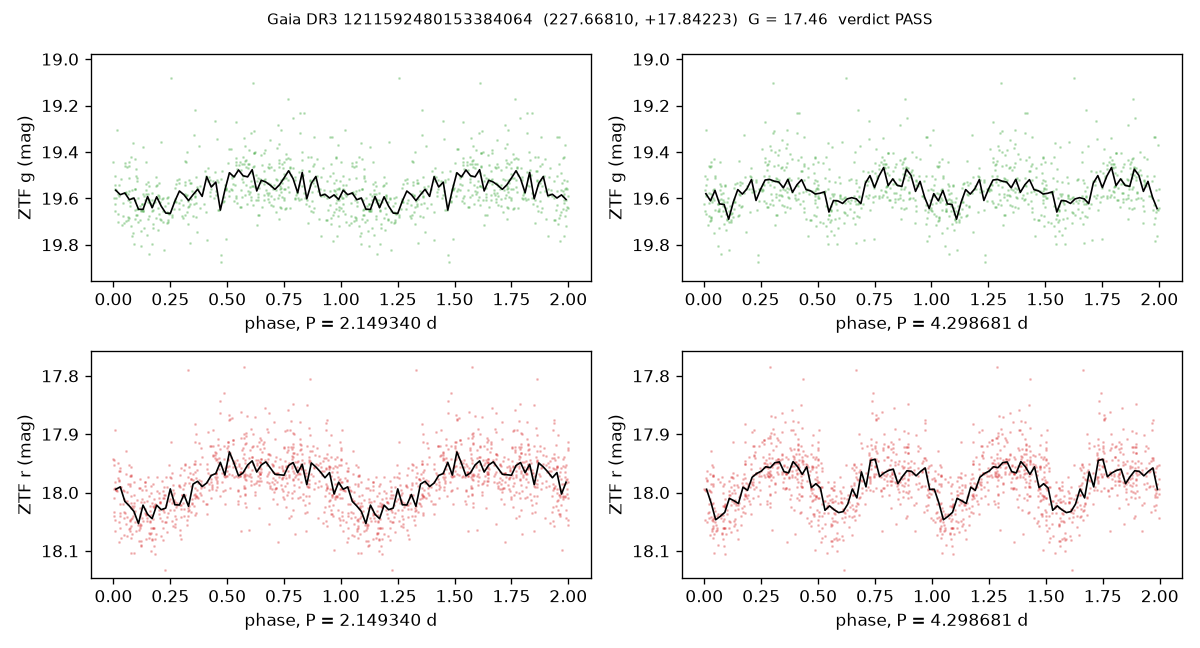 Gaia DR3 1211592480153384064  (227.66810, +17.84223)  G = 17.46  verdict PASS
ZTF g (mag)
19.0
19.2
19.4
19.6
19.8
0.00 0.25 0.50 0.75 1.00 1.25 1.50 1.75 2.00
phase, P = 2.149340 d
ZTF g (mag)
19.0
19.2
19.4
19.6
19.8
0.00 0.25 0.50 0.75 1.00 1.25 1.50 1.75 2.00
phase, P = 4.298681 d
ZTF r (mag)
17.8
17.9
18.0
18.1
0.00 0.25 0.50 0.75 1.00 1.25 1.50 1.75 2.00
phase, P = 2.149340 d
ZTF r (mag)
17.8
17.9
18.0
18.1
0.00 0.25 0.50 0.75 1.00 1.25 1.50 1.75 2.00
phase, P = 4.298681 d